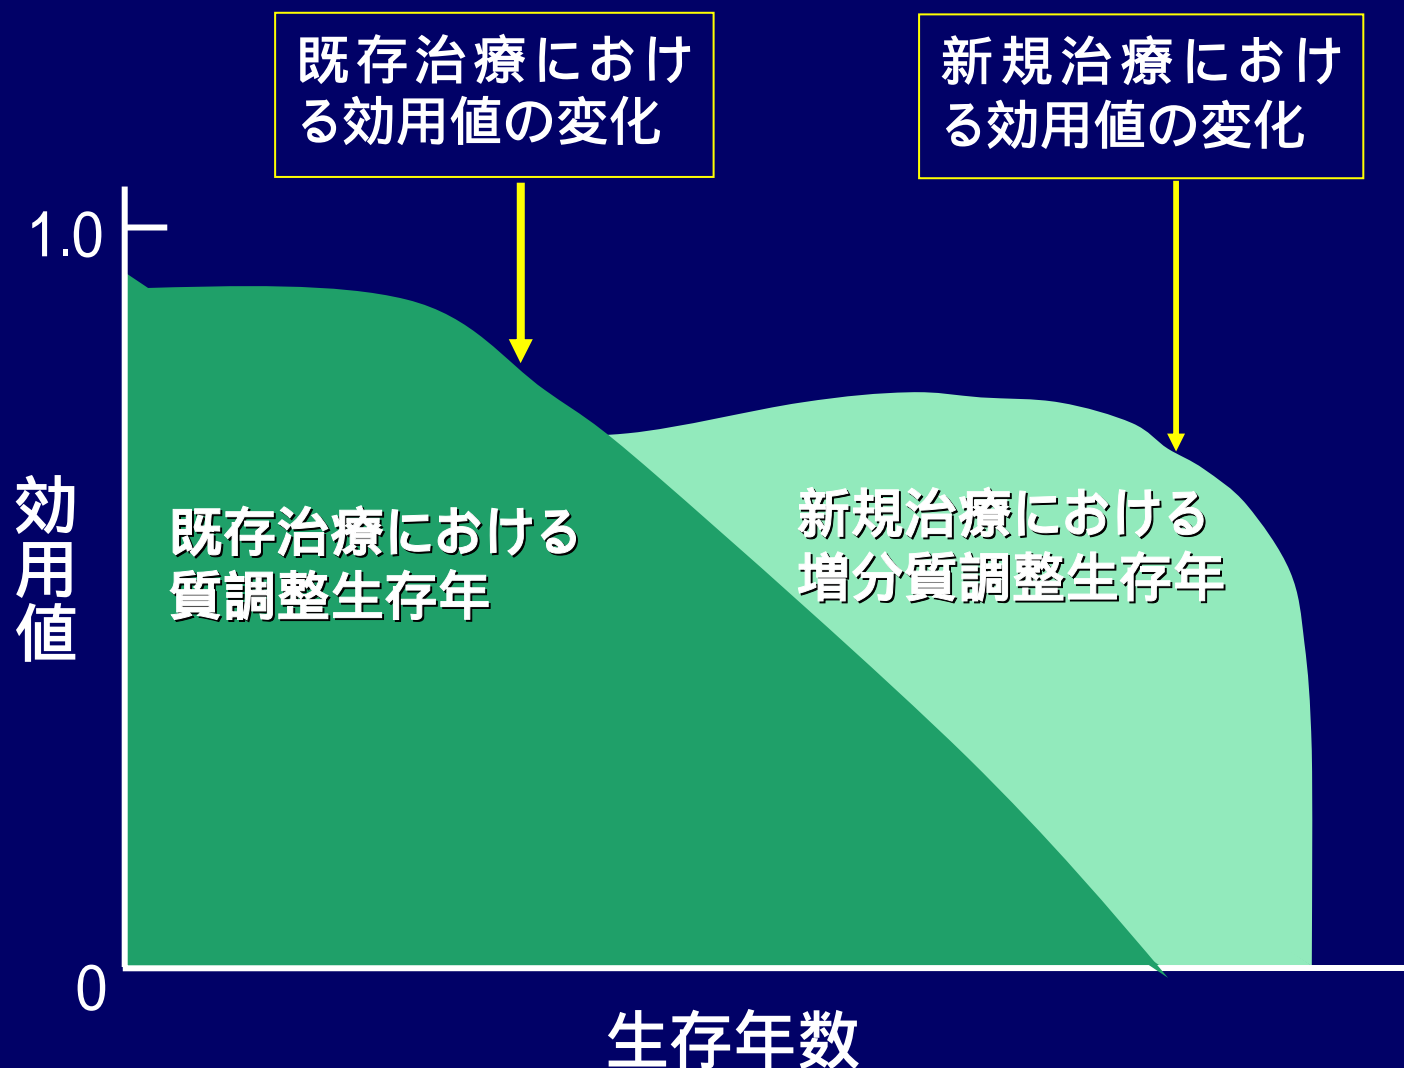 既存治療におけ
る効用値の変化
新規治療におけ
る効用値の変化
1.0
効用値
既存治療における
質調整生存年
新規治療における
増分質調整生存年
0
生存年数